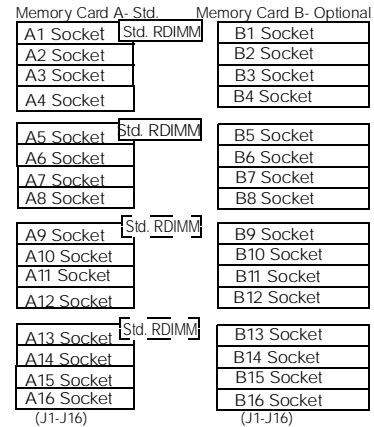 Memory Card A- Std. Memory Card B- Optional
A1 Socket Std. RDIMM B1 Socket
A2 Socket B2 Socket
A3 Socket B3 Socket
A4 Socket B4 Socket
A5 Socket Std. RDIMM B5 Socket
A6 Socket B6 Socket
A7 Socket B7 Socket
A8 Socket B8 Socket
A9 Socket Std. RDIMM B9 Socket
A10 Socket B10 Socket
A11 Socket B11 Socket
A12 Socket B12 Socket
A13 Socket Std. RDIMM B13 Socket
A14 Socket B14 Socket
A15 Socket B15 Socket
A16 Socket B16 Socket
(J1-J16) (J1-J16)